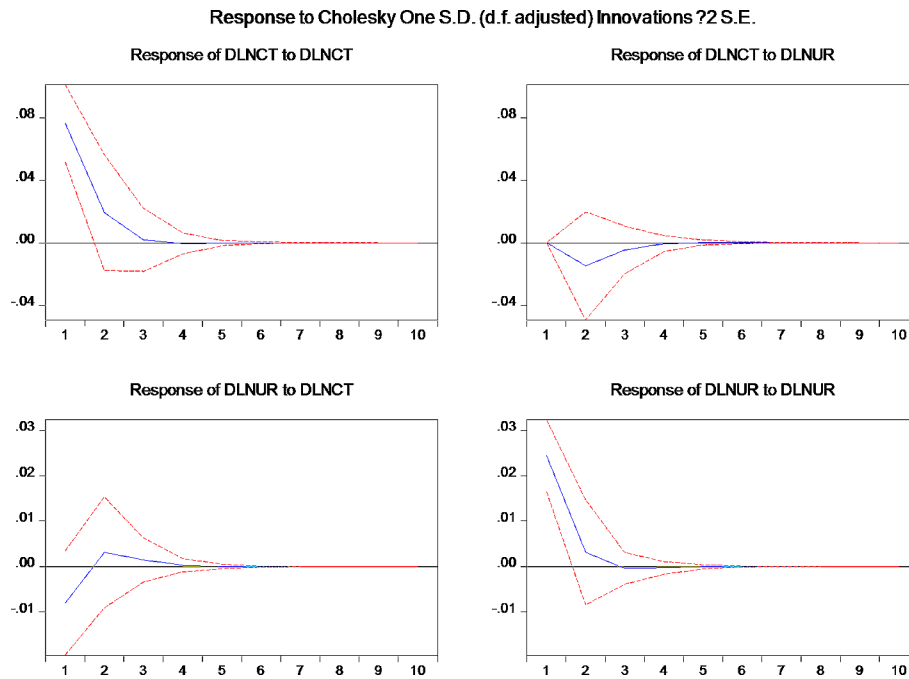 Response to Cholesky One S.D. (d.f. adjusted) Innovations ?2 S.E.
Response of DLNCT to DLNCT
.08
.04
.00
-.04
1 2 3 4 5 6 7 8 9 10
Response of DLNCT to DLNUR
.08
.04
.00
-.04
1 2 3 4 5 6 7 8 9 10
Response of DLNUR to DLNCT
.03
.02
.01
.00
-.01
1 2 3 4 5 6 7 8 9 10
Response of DLNUR to DLNUR
.03
.02
.01
.00
-.01
1 2 3 4 5 6 7 8 9 10